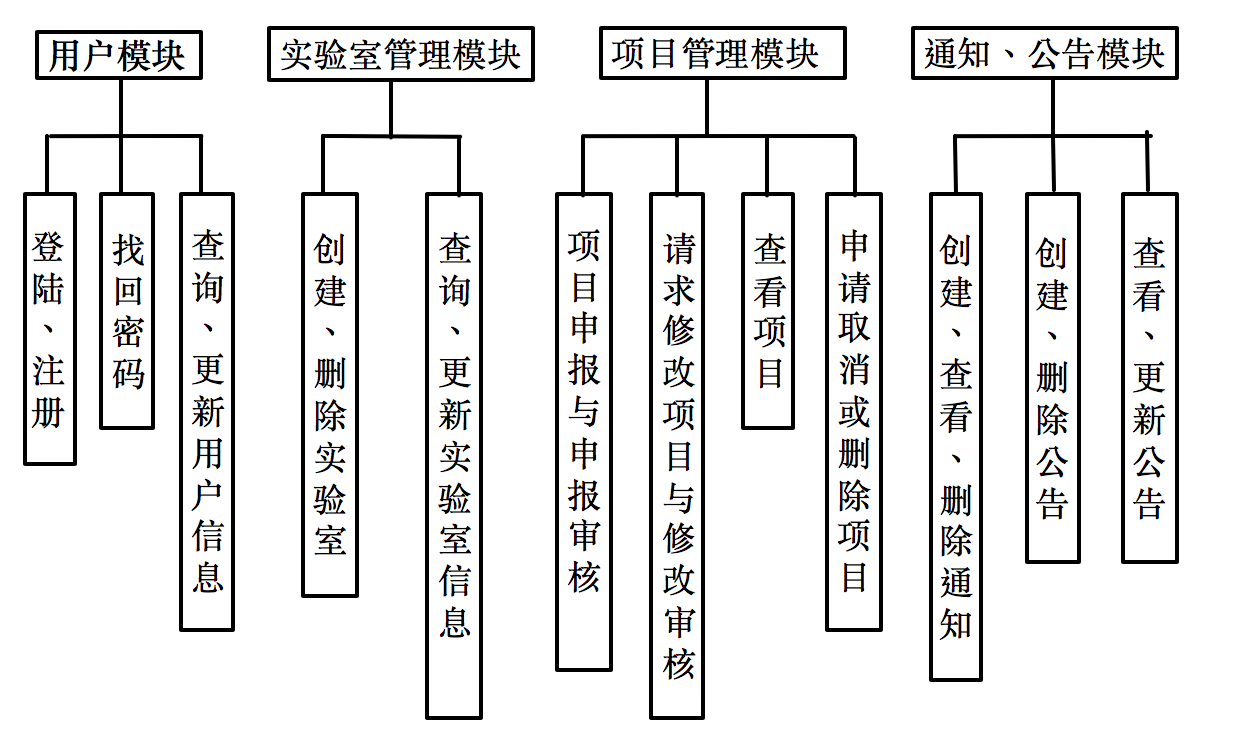 用户模块
实验室管理模块
项目管理模块
通知、公告模块
登陆、注册
找回密码
查询、更新用户信息
创建、删除实验室
查询、更新实验室信息
项目申报与申报审核
请求修改项目与修改审核
查看项目
申请取消或删除项目
创建、查看、删除通知
创建、删除公告
查看、更新公告